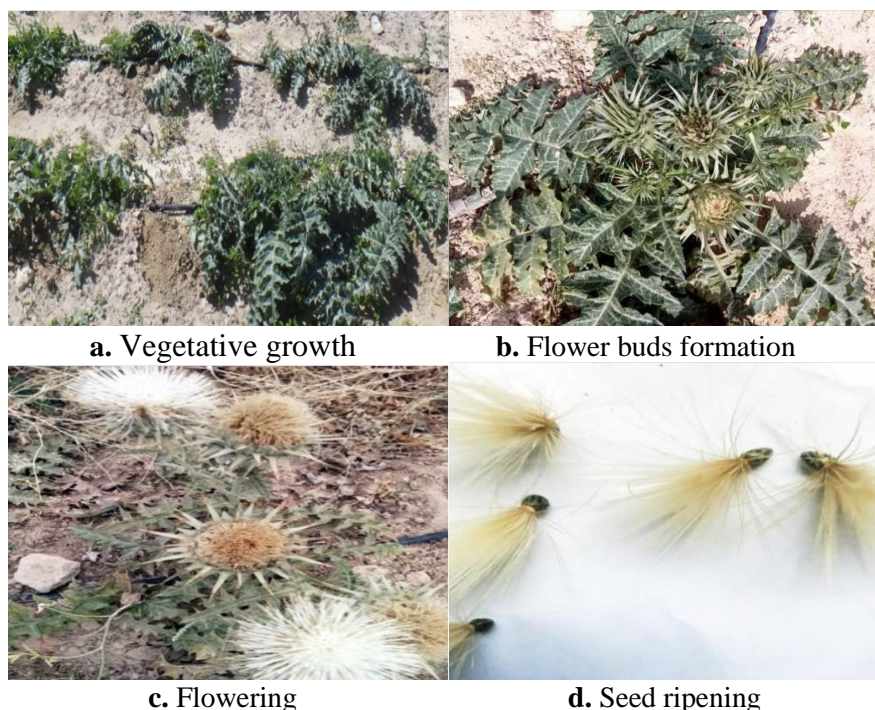 a. Vegetative growth
b. Flower buds formation
c. Flowering
d. Seed ripening